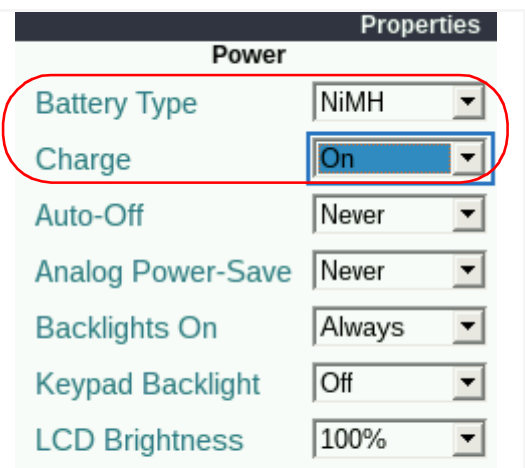 Properties
Power
Battery Type NiMH
Charge On
Auto-Off Never
Analog Power-Save Never
Backlights On Always
Keypad Backlight Off
LCD Brightness 100%